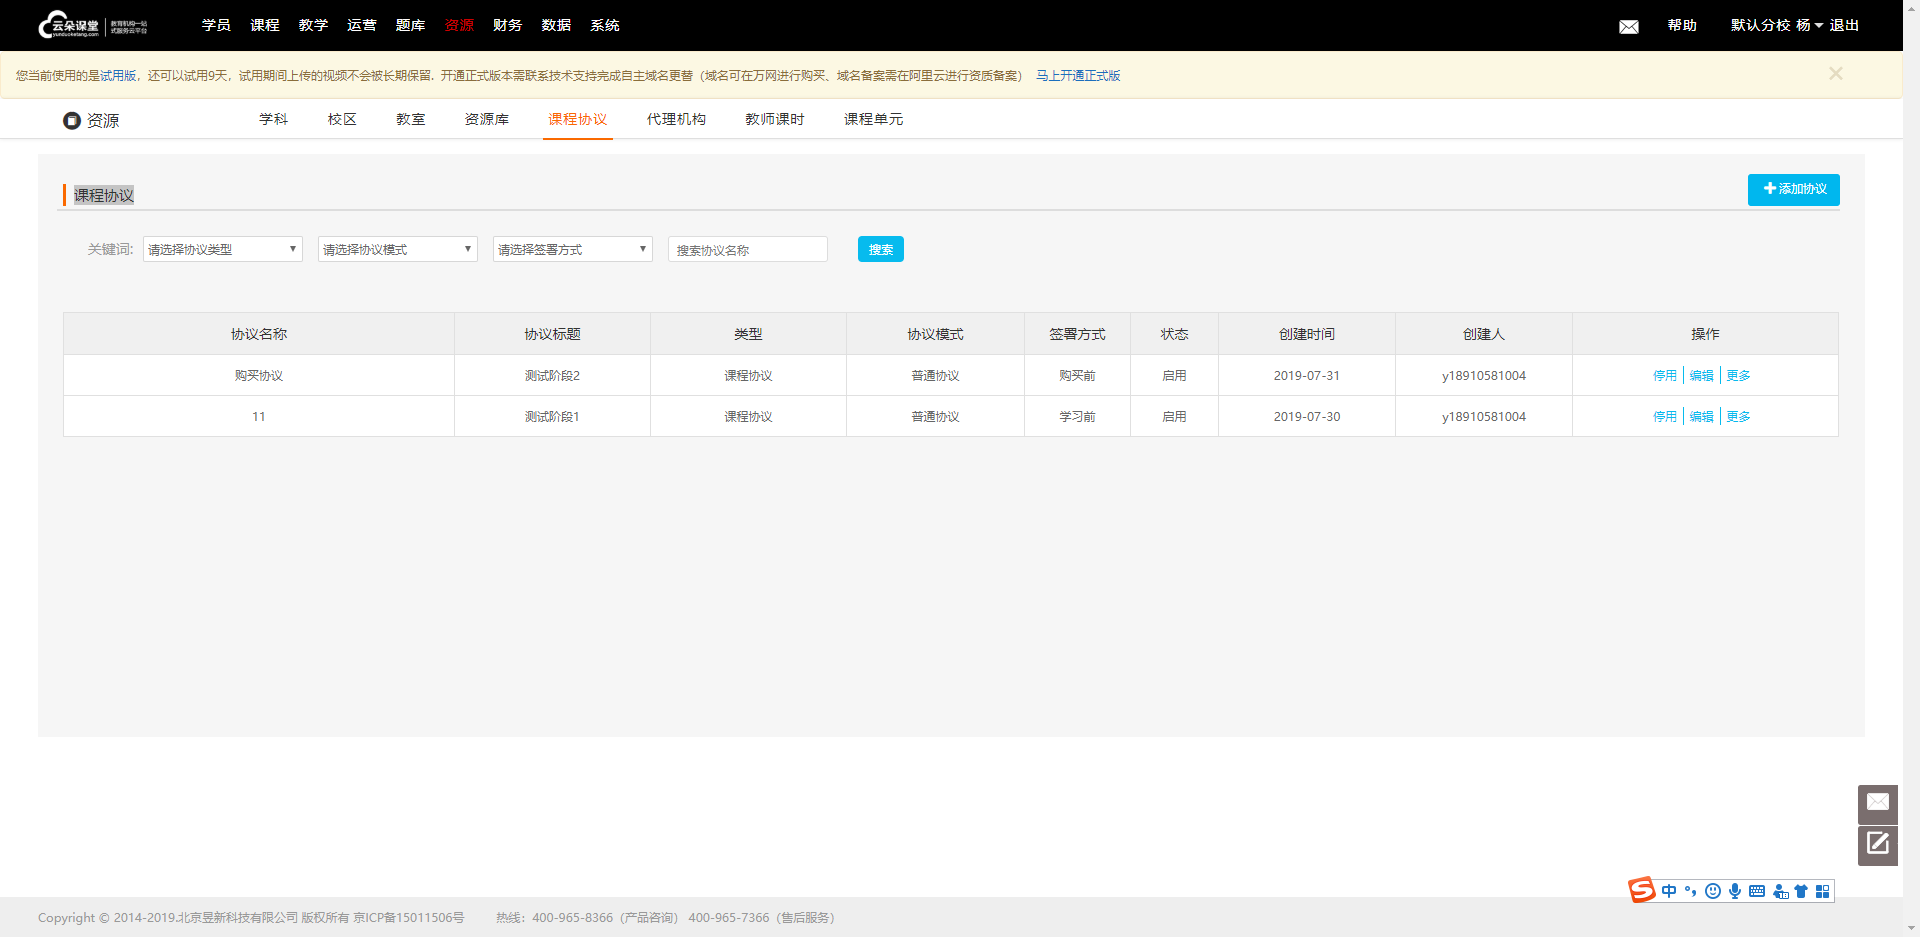 云朵课堂 yunduoketang.com 教育机构一站式服务云平台
学员 课程 教学 运营 题库 资源 财务 数据 系统 帮助 默认分校 杨 退出
您当前使用的是试用版，还可以试用9天，试用期间上传的视频不会被长期保留. 开通正式版本需联系技术支持完成自主域名更替（域名可在万网进行购买、域名备案需在阿里云进行资质备案） 马上开通正式版
资源 学科 校区 教室 资源库 课程协议 代理机构 教师课时 课程单元
课程协议 添加协议
关键词: 请选择协议类型 请选择协议模式 请选择签署方式 搜索协议名称 搜索
协议名称 协议标题 类型 协议模式 签署方式 状态 创建时间 创建人 操作
购买协议 测试阶段2 课程协议 普通协议 购买前 启用 2019-07-31 y18910581004 停用 编辑 更多
11 测试阶段1 课程协议 普通协议 学习前 启用 2019-07-30 y18910581004 停用 编辑 更多
中
Copyright © 2014-2019.北京昱新科技有限公司 版权所有 京ICP备15011506号 热线：400-965-8366（产品咨询） 400-965-7366（售后服务）